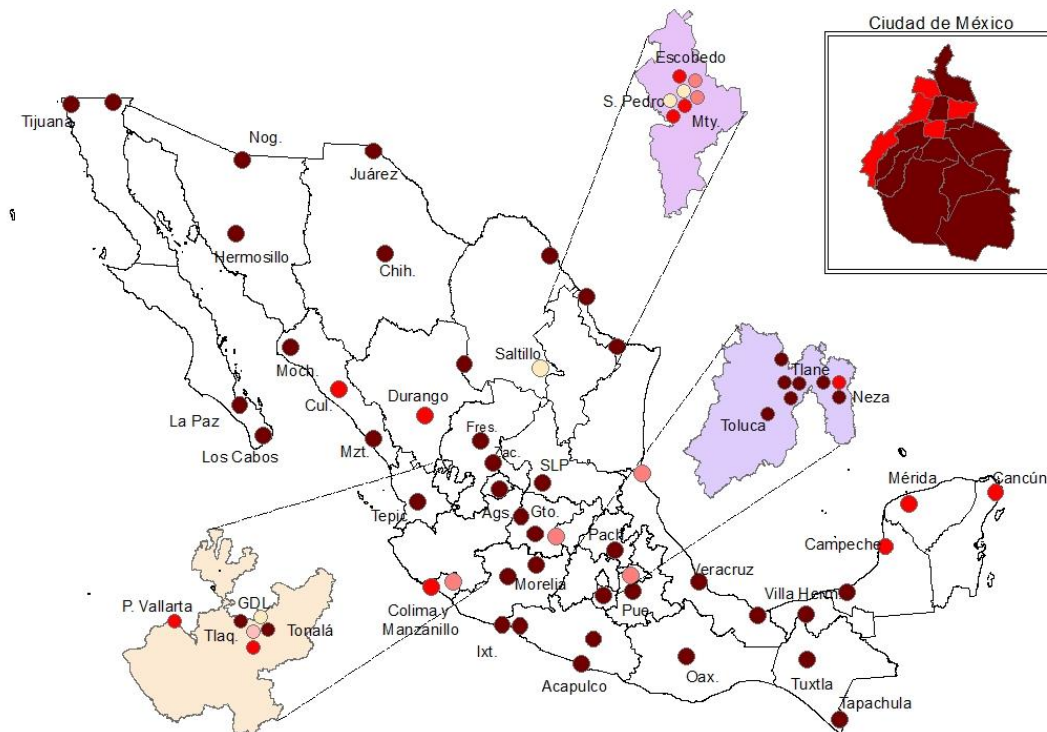 Ciudad de México
Escobedo
S. Pedro
Mty.
Tijuana
Nog.
Juárez
Hermosillo
Chih.
Saltillo
Moch.
Cul.
Durango
La Paz
Los Cabos
Mzt.
Fres.
Zac.
SLP
Tlane
Neza
Toluca
Tepic
Ags.
Gto.
Pach.
Mérida
Cancún
Campeche
Veracruz
Villa Herm.
Morelia
Pue.
Colima y
Manzanillo
P. Vallarta
GDL
Tlaq.
Tonalá
Ixt.
Acapulco
Oax.
Tuxtla
Tapachula